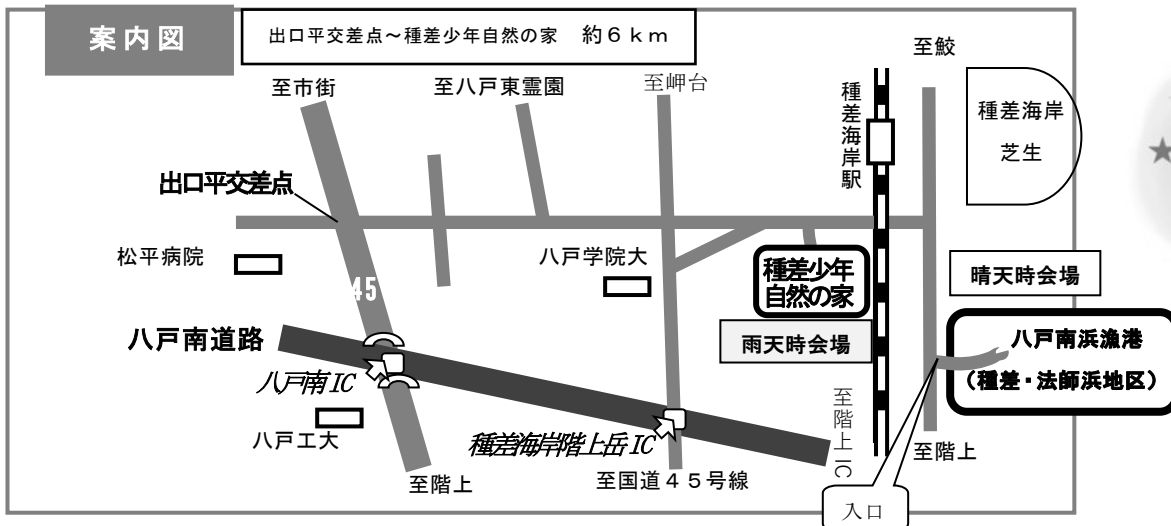 案内図
出口平交差点~種差少年自然の家 約6km
至市街
至八戸東霊園
至岬台
至鮫
種差海岸駅
種差海岸
芝生
出口平交差点
松平病院
八戸学院大
種差少年
自然の家
晴天時会場
45
八戸南道路
雨天時会場
八戸南浜漁港
(種差・法師浜地区)
八戸南IC
八戸工大
種差海岸階上岳IC
至階上IC
至階上
至国道45号線
至階上
入口